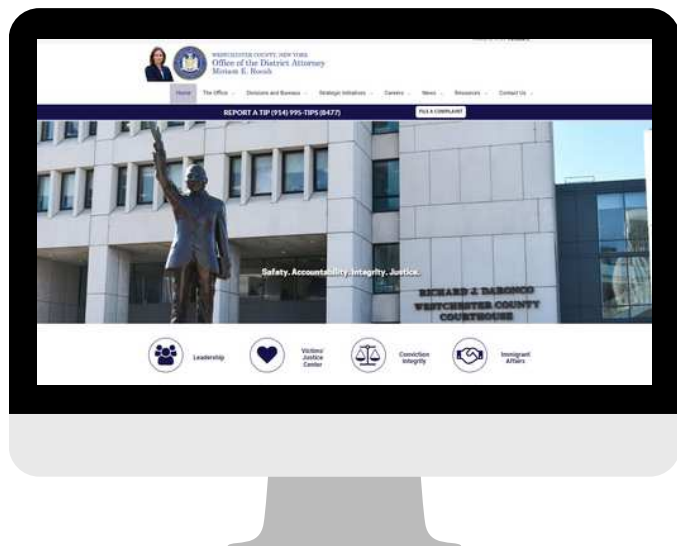 WESTCHESTER COUNTY, NEW YORK
Office of the District Attorney
Miriam E. Rocah
Home The Office Divisions and Bureaus Strategic Initiatives Careers News Resources Contact Us
REPORT A TIP (914) 995-TIPS (8477) FILE A COMPLAINT
Safety. Accountability. Integrity. Justice.
RICHARD J. DARONCO
WESTCHESTER COUNTY
COURTHOUSE
Leadership
Victims'
Justice
Center
Conviction
Integrity
Immigrant
Affairs